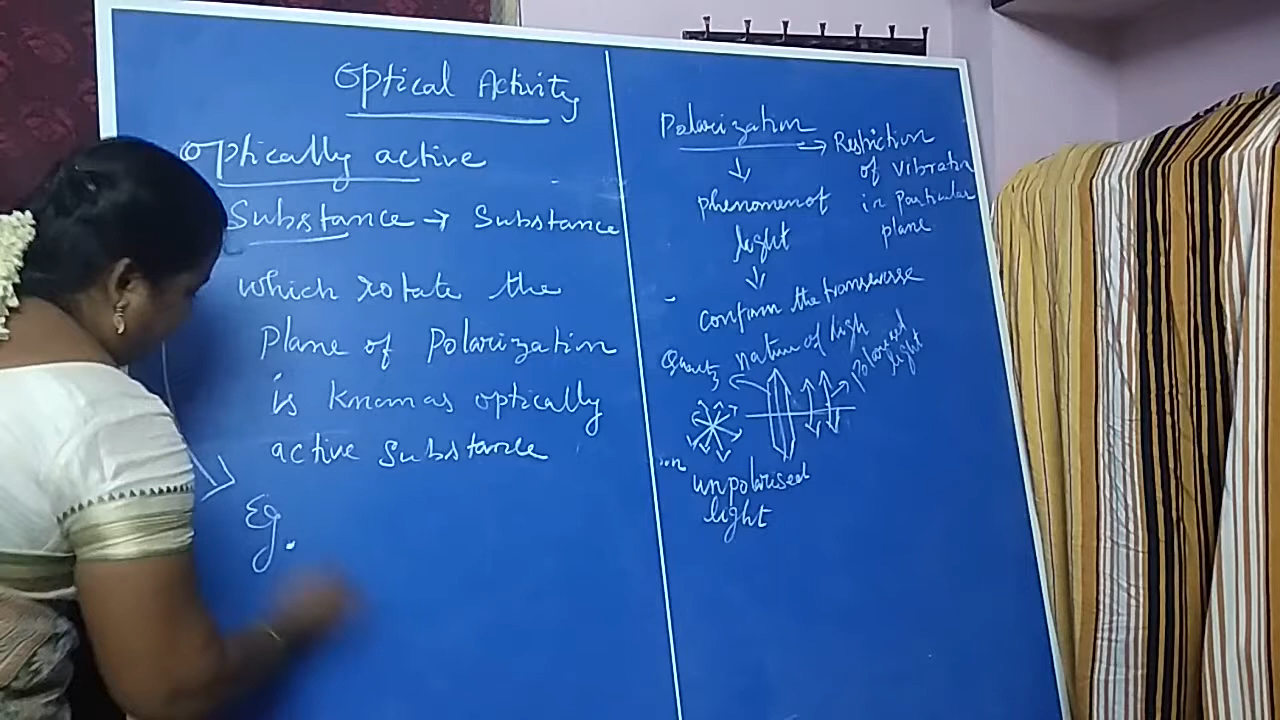 Optical Activity
Optically active
Substance → Substance
which rotate the
Plane of Polarization
is known as optically
active substance
Eg.
Polarization → Restriction
of vibration
in Particular
plane
↓
phenomen of
light
↓
Confirm the transverse
nature of ligh
Quartz
Polarised
light
unpolarised
light